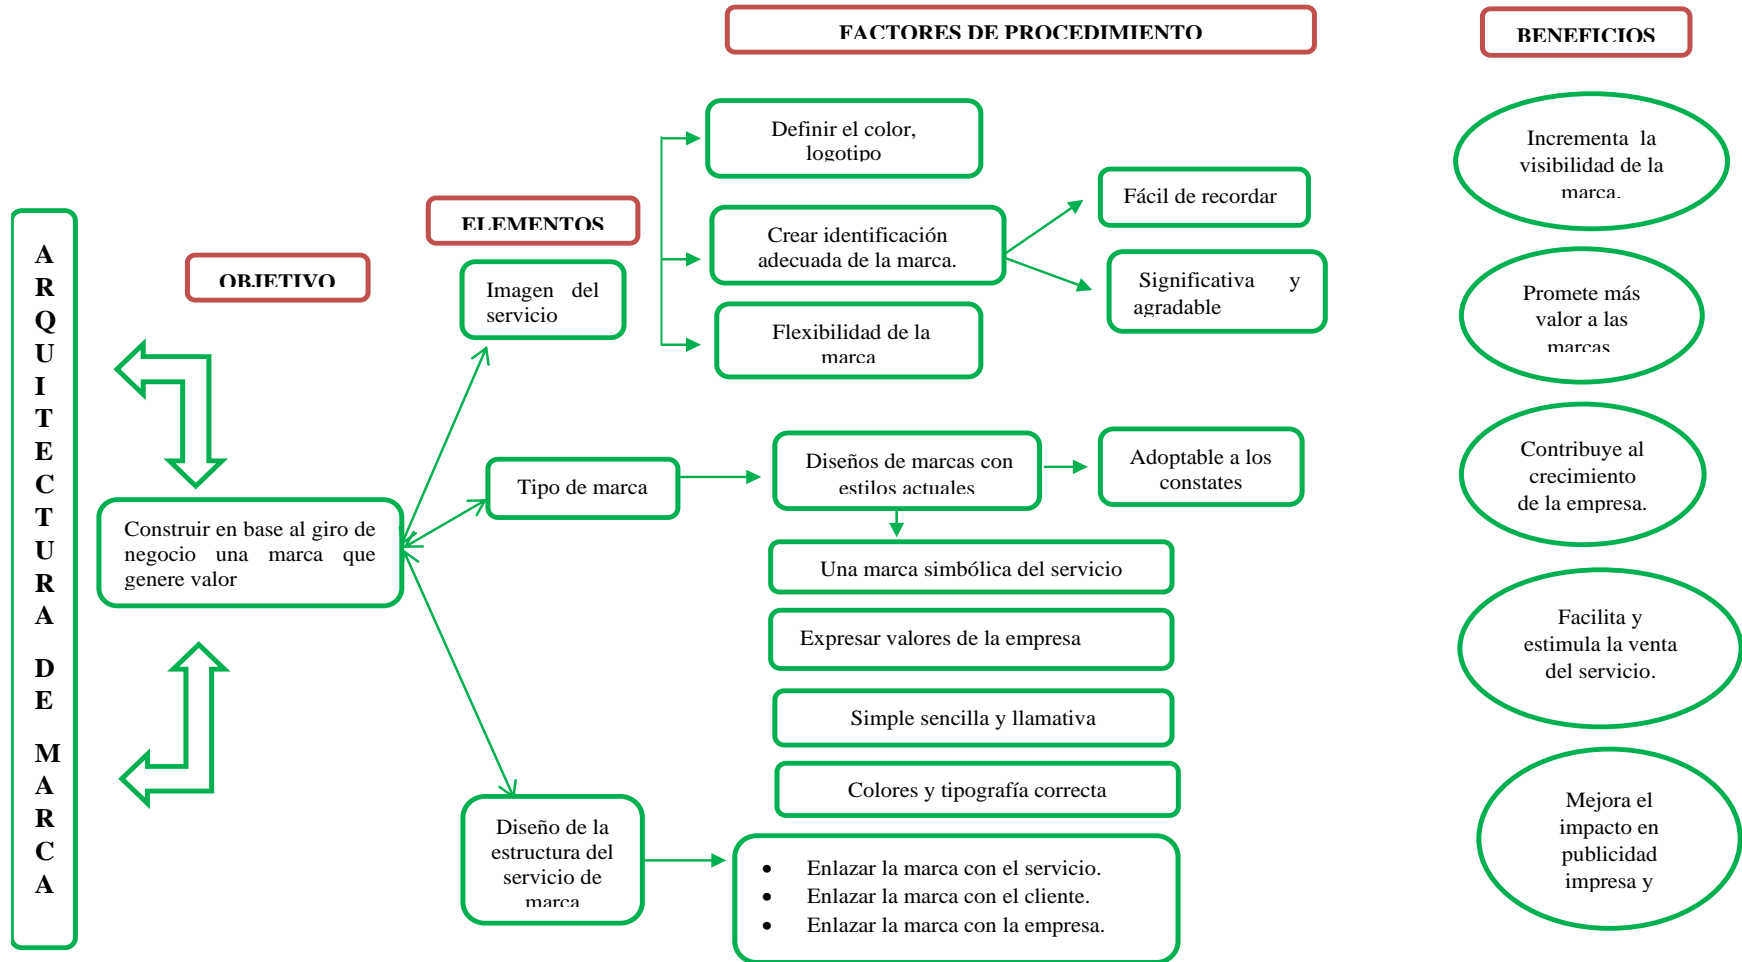 FACTORES DE PROCEDIMIENTO
BENEFICIOS
ELEMENTOS
OBJETIVO
ARQUITECTURA DE MARCA
Construir en base al giro de
negocio una marca que
genere valor
Imagen del
servicio
Definir el color,
logotipo
Crear identificación
adecuada de la marca.
Fácil de recordar
Significativa y
agradable
Flexibilidad de la
marca
Tipo de marca
Diseños de marcas con
estilos actuales
Adoptable a los
constates
Una marca simbólica del servicio
Expresar valores de la empresa
Simple sencilla y llamativa
Colores y tipografía correcta
Diseño de la
estructura del
servicio de
marca
• Enlazar la marca con el servicio.
• Enlazar la marca con el cliente.
• Enlazar la marca con la empresa.
Incrementa la
visibilidad de la
marca.
Promete más
valor a las
marcas
Contribuye al
crecimiento
de la empresa.
Facilita y
estimula la venta
del servicio.
Mejora el
impacto en
publicidad
impresa y